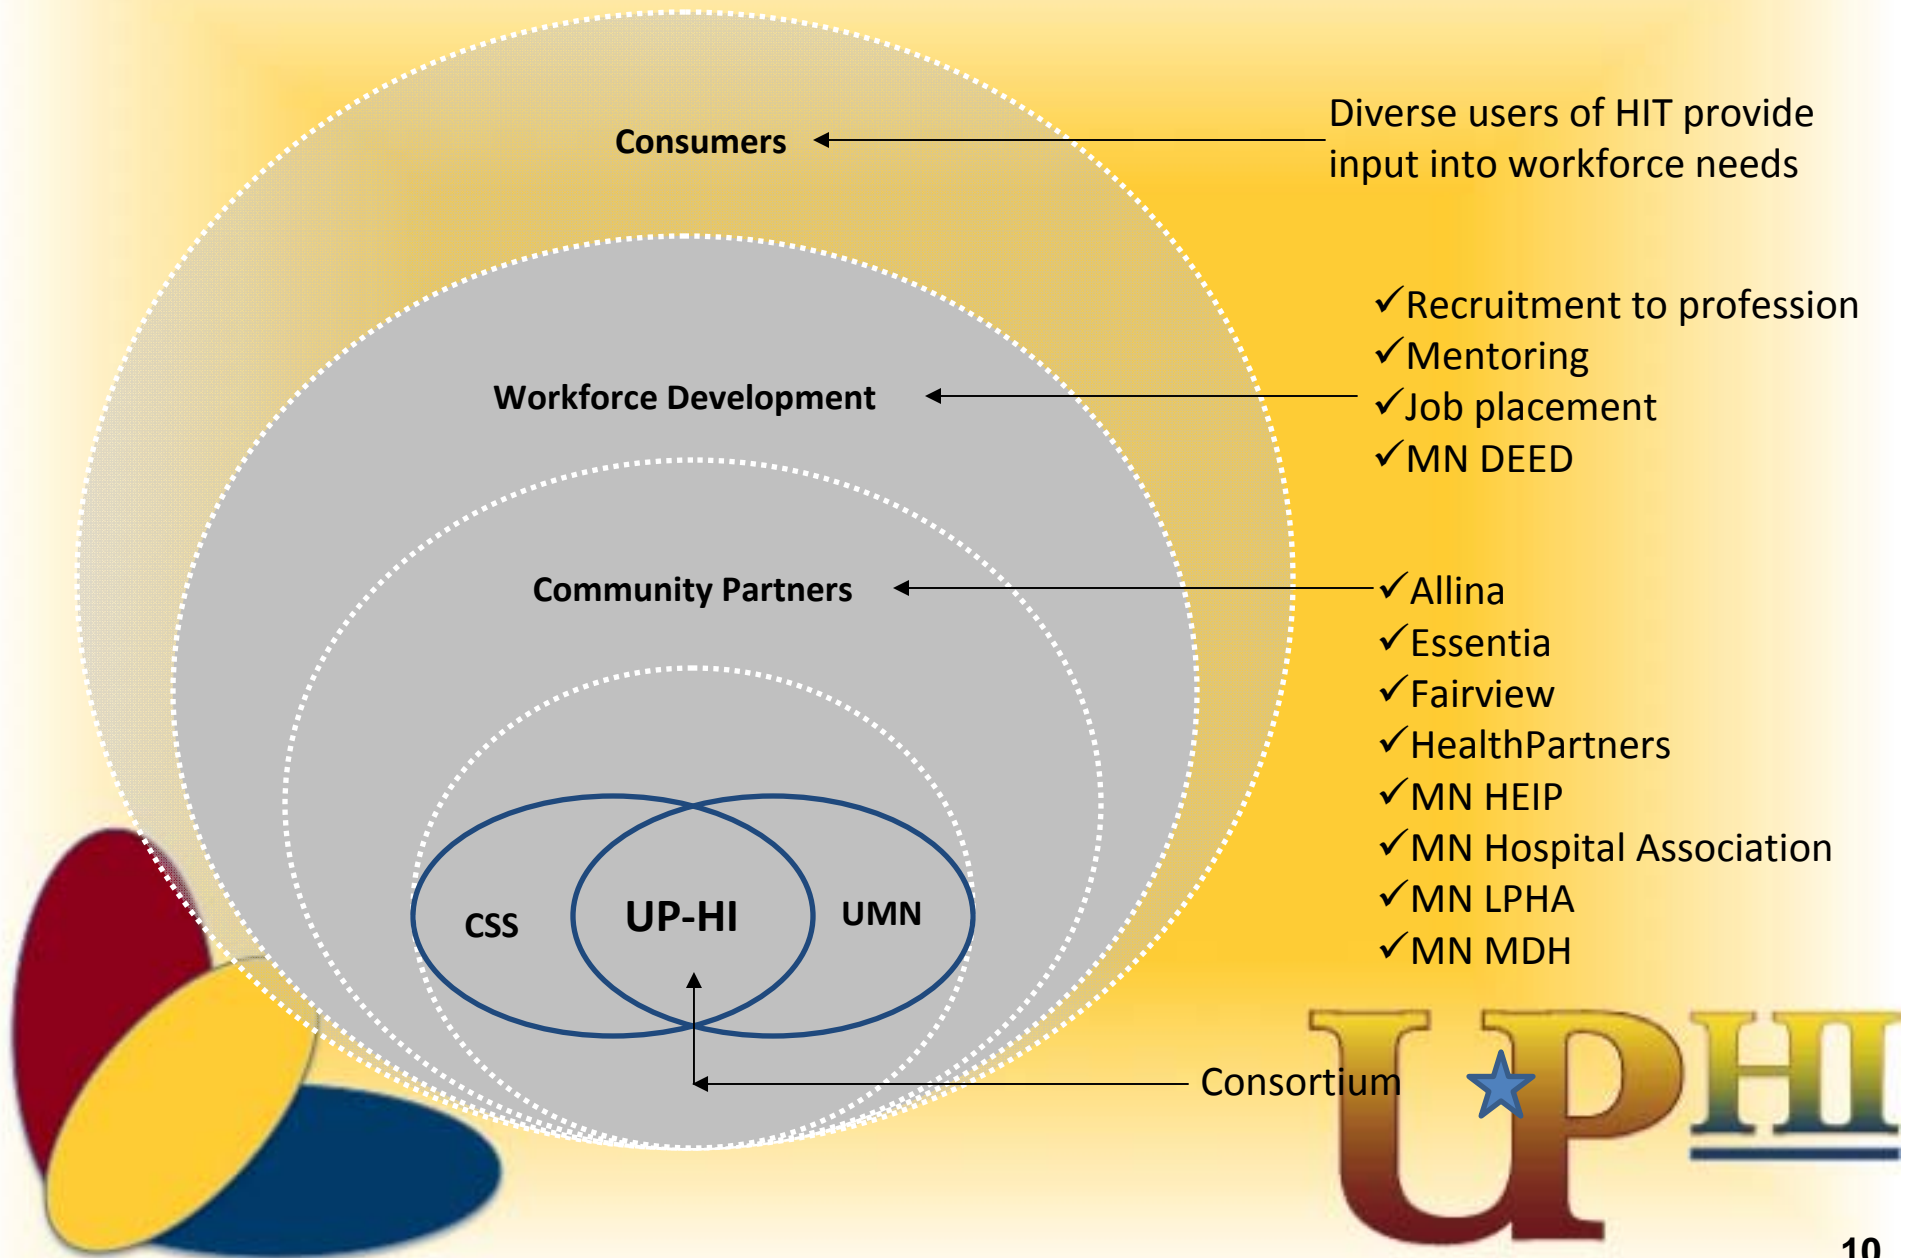 Consumers
Diverse users of HIT provide
input into workforce needs
Workforce Development
✓Recruitment to profession
✓Mentoring
✓Job placement
✓MN DEED
Community Partners
✓Allina
✓Essentia
✓Fairview
✓HealthPartners
✓MN HEIP
✓MN Hospital Association
✓MN LPHA
✓MN MDH
CSS
UP-HI
UMN
Consortium
UPHI
10